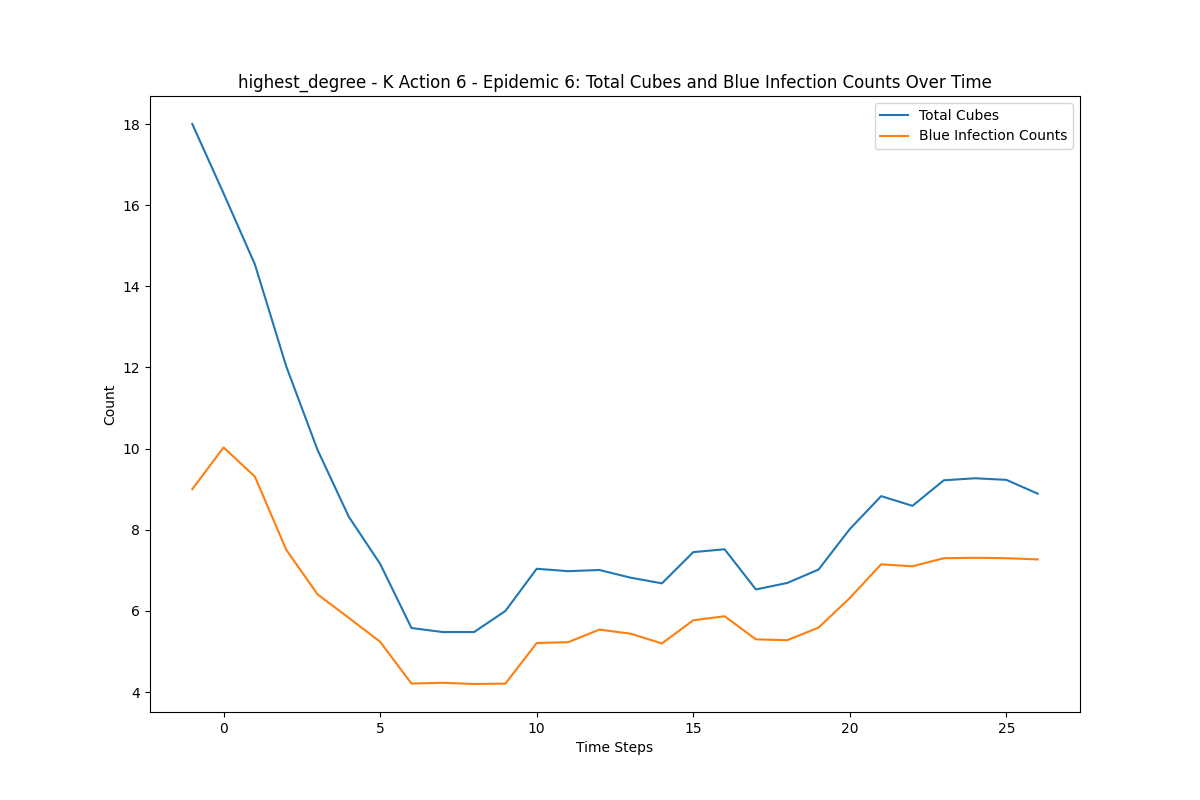 highest_degree - K Action 6 - Epidemic 6: Total Cubes and Blue Infection Counts Over Time
Total Cubes
Blue Infection Counts
Count
18
16
14
12
10
8
6
4
0
5
10
15
20
25
Time Steps